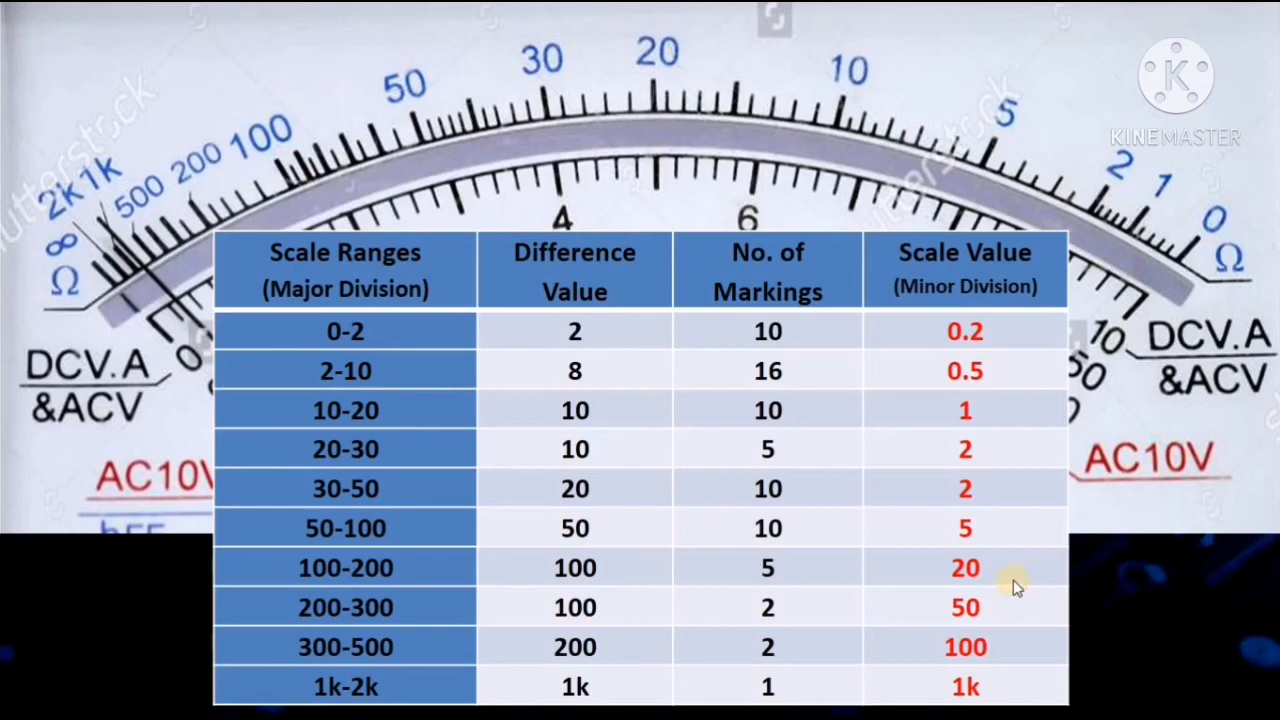 30 20 10
50 5
100 2 1 0
2k 1k 500 200
∞ Ω Ω
KINEMASTER
4 6
DCV.A
&ACV
0
10
DCV.A
&ACV
50
0
AC10V
AC10V
Scale Ranges
(Major Division)
Difference
Value
No. of
Markings
Scale Value
(Minor Division)
0-2 2 10 0.2
2-10 8 16 0.5
10-20 10 10 1
20-30 10 5 2
30-50 20 10 2
50-100 50 10 5
100-200 100 5 20
200-300 100 2 50
300-500 200 2 100
1k-2k 1k 1 1k